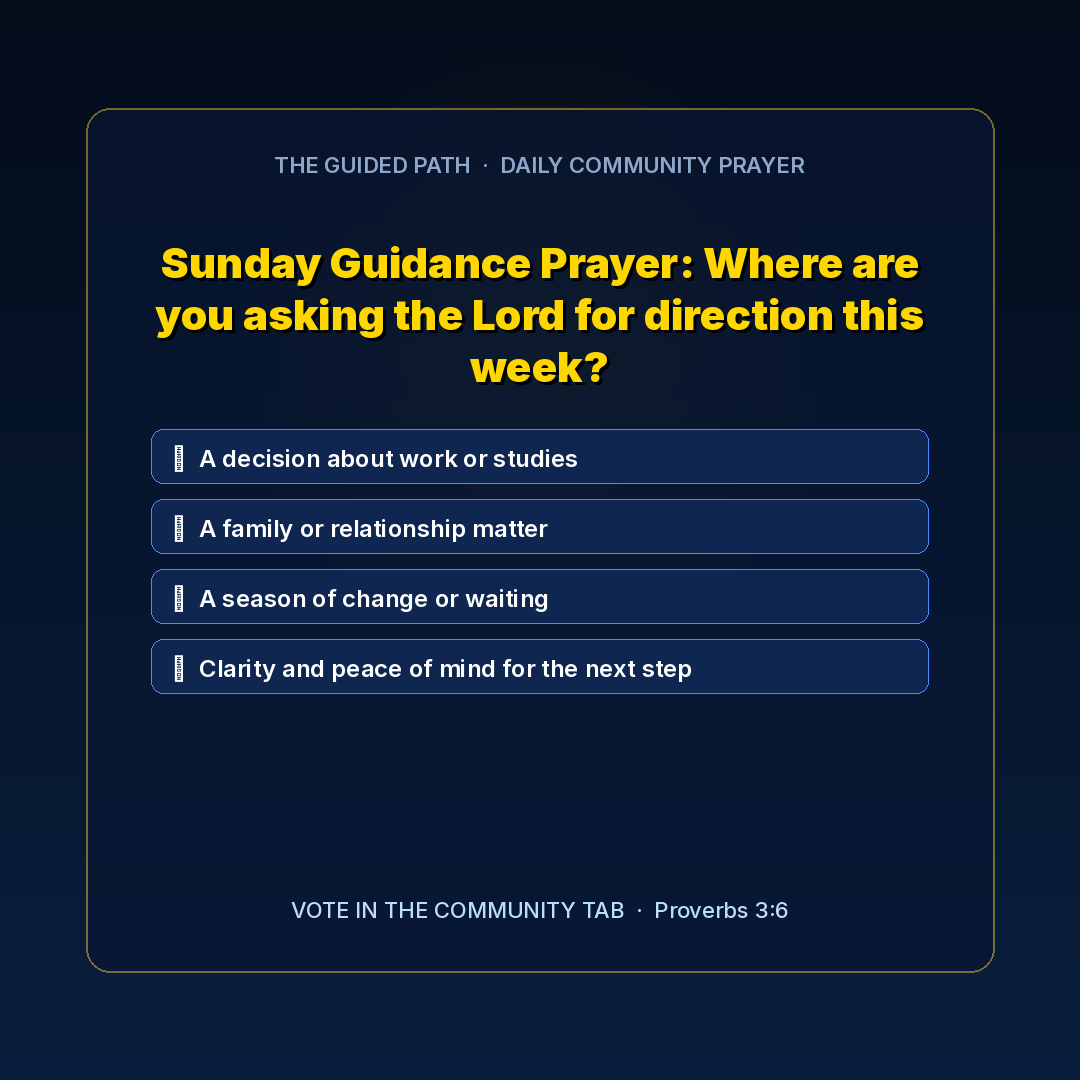 THE GUIDED PATH · DAILY COMMUNITY PRAYER
Sunday Guidance Prayer: Where are
you asking the Lord for direction this
week?
A decision about work or studies
A family or relationship matter
A season of change or waiting
Clarity and peace of mind for the next step
VOTE IN THE COMMUNITY TAB · Proverbs 3:6